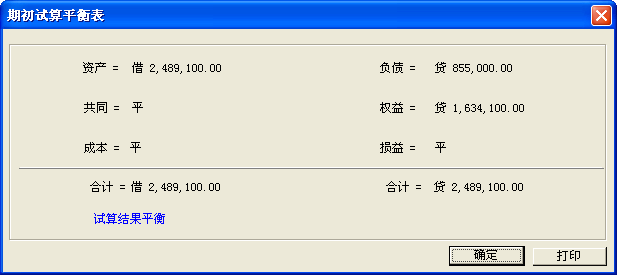 期初试算平衡表
资产 = 借 2,489,100.00 负债 = 贷 855,000.00
共同 = 平 权益 = 贷 1,634,100.00
成本 = 平 损益 = 平
合计 = 借 2,489,100.00 合计 = 贷 2,489,100.00
试算结果平衡
确定 打印